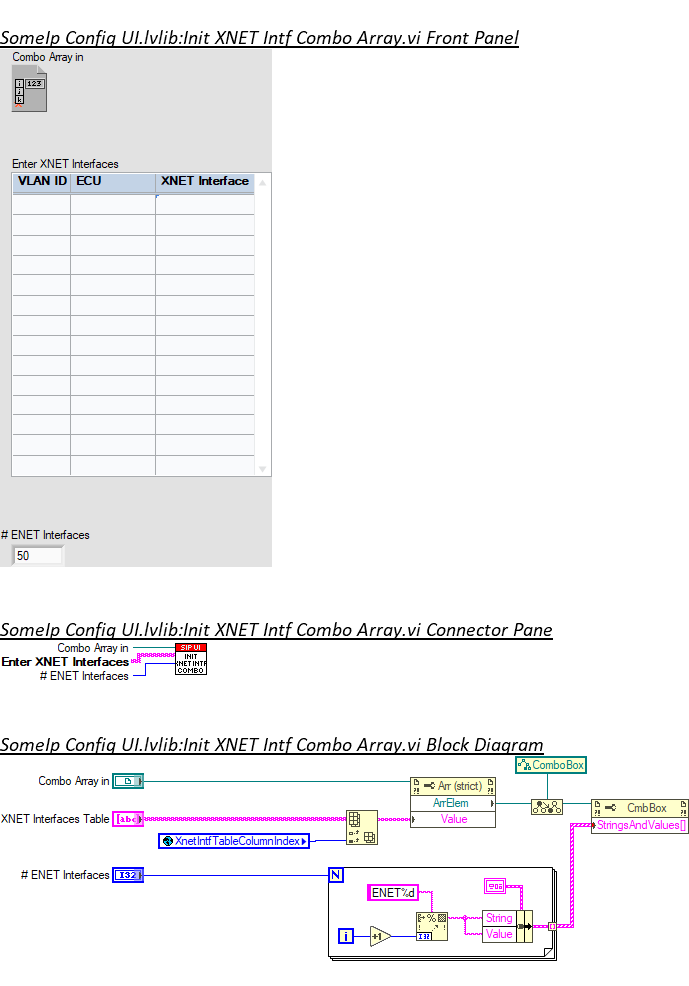 SomeIp Config UI.lvlib:Init XNET Intf Combo Array.vi Front Panel
Combo Array in
i 123
j
k
Enter XNET Interfaces
VLAN ID ECU XNET Interface
# ENET Interfaces
50
SomeIp Config UI.lvlib:Init XNET Intf Combo Array.vi Connector Pane
Combo Array in
Enter XNET Interfaces
# ENET Interfaces
SIP UI
INIT
XNET INTF
COMBO
SomeIp Config UI.lvlib:Init XNET Intf Combo Array.vi Block Diagram
ComboBox
Combo Array in
Arr (strict)
ArrElem
Value
CmbBox
StringsAndValues[]
XNET Interfaces Table
abc
XnetIntfTableColumnIndex
# ENET Interfaces
I32
N
ENET%d
String
Value
i
+1
%
I32